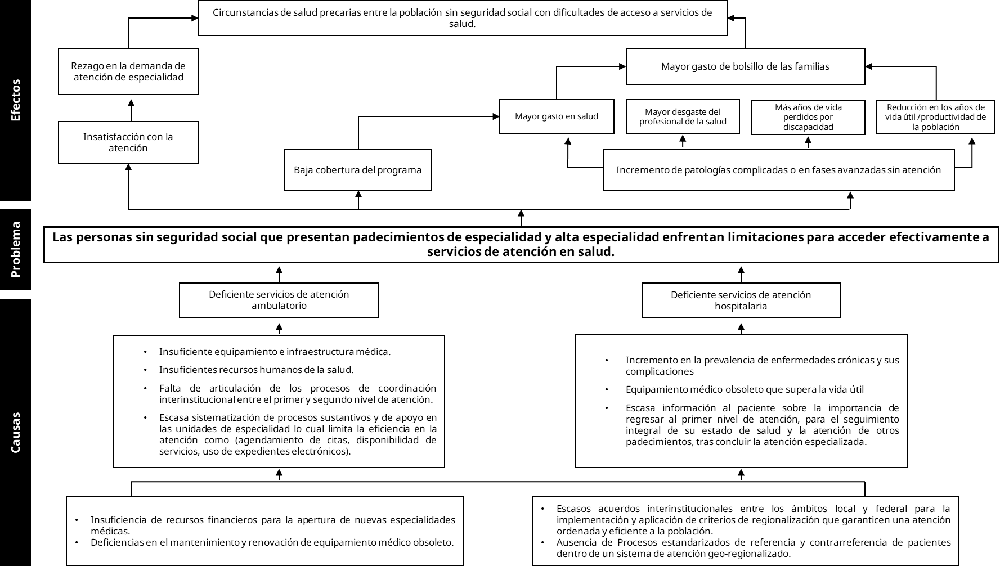 Efectos
Circunstancias de salud precarias entre la población sin seguridad social con dificultades de acceso a servicios de
salud.
Rezago en la demanda de
atención de especialidad
Mayor gasto de bolsillo de las familias
Mayor gasto en salud
Mayor desgaste del
profesional de la salud
Más años de vida
perdidos por
discapacidad
Reducción en los años de
vida útil /productividad de
la población
Insatisfacción con la
atención
Baja cobertura del programa
Incremento de patologías complicadas o en fases avanzadas sin atención
Problema
Las personas sin seguridad social que presentan padecimientos de especialidad y alta especialidad enfrentan limitaciones para acceder efectivamente a
servicios de atención en salud.
Causas
Deficiente servicios de atención
ambulatorio
Deficiente servicios de atención
hospitalaria
• Insuficiente equipamiento e infraestructura médica.
• Insuficientes recursos humanos de la salud.
• Falta de articulación de los procesos de coordinación
interinstitucional entre el primer y segundo nivel de atención.
• Escasa sistematización de procesos sustantivos y de apoyo en
las unidades de especialidad lo cual limita la eficiencia en la
atención como (agendamiento de citas, disponibilidad de
servicios, uso de expedientes electrónicos).
• Incremento en la prevalencia de enfermedades crónicas y sus
complicaciones
• Equipamiento médico obsoleto que supera la vida útil
• Escasa información al paciente sobre la importancia de
regresar al primer nivel de atención, para el seguimiento
integral de su estado de salud y la atención de otros
padecimientos, tras concluir la atención especializada.
• Insuficiencia de recursos financieros para la apertura de nuevas especialidades
médicas.
• Deficiencias en el mantenimiento y renovación de equipamiento médico obsoleto.
• Escasos acuerdos interinstitucionales entre los ámbitos local y federal para la
implementación y aplicación de criterios de regionalización que garanticen una atención
ordenada y eficiente a la población.
• Ausencia de Procesos estandarizados de referencia y contrarreferencia de pacientes
dentro de un sistema de atención geo-regionalizado.